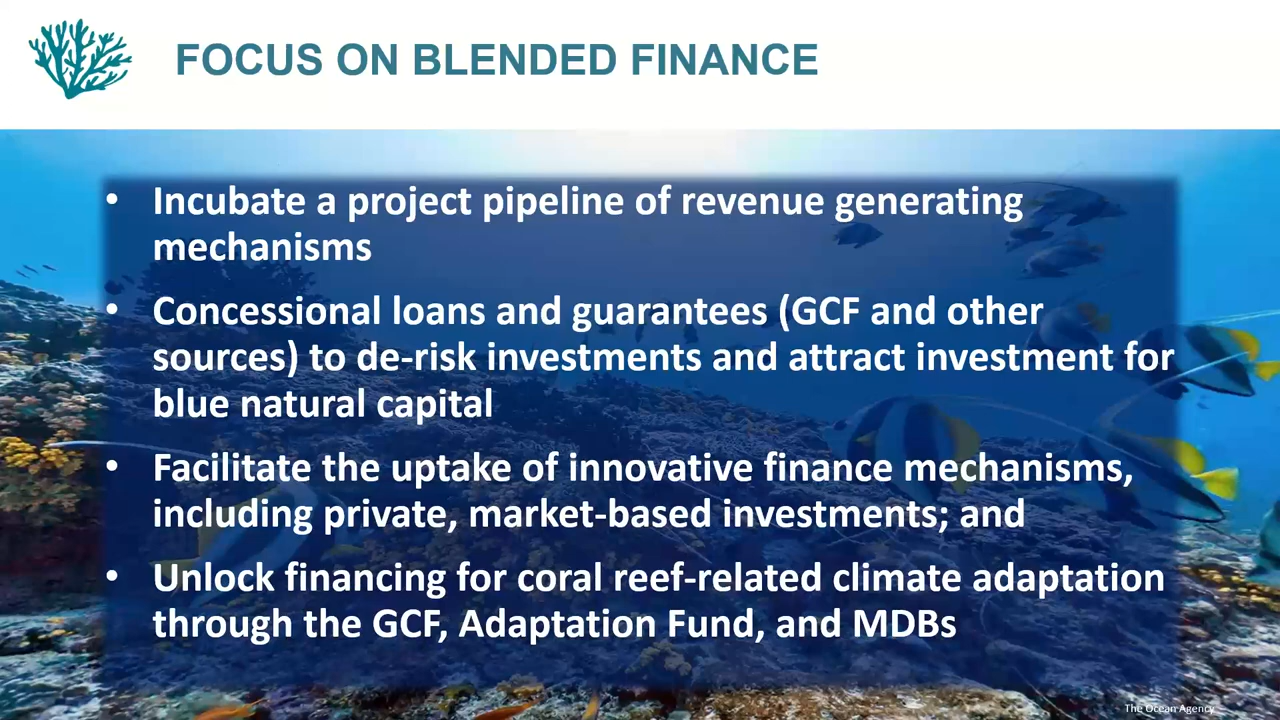 FOCUS ON BLENDED FINANCE
• Incubate a project pipeline of revenue generating
mechanisms
• Concessional loans and guarantees (GCF and other
sources) to de-risk investments and attract investment for
blue natural capital
• Facilitate the uptake of innovative finance mechanisms,
including private, market-based investments; and
• Unlock financing for coral reef-related climate adaptation
through the GCF, Adaptation Fund, and MDBs
The Ocean Agency